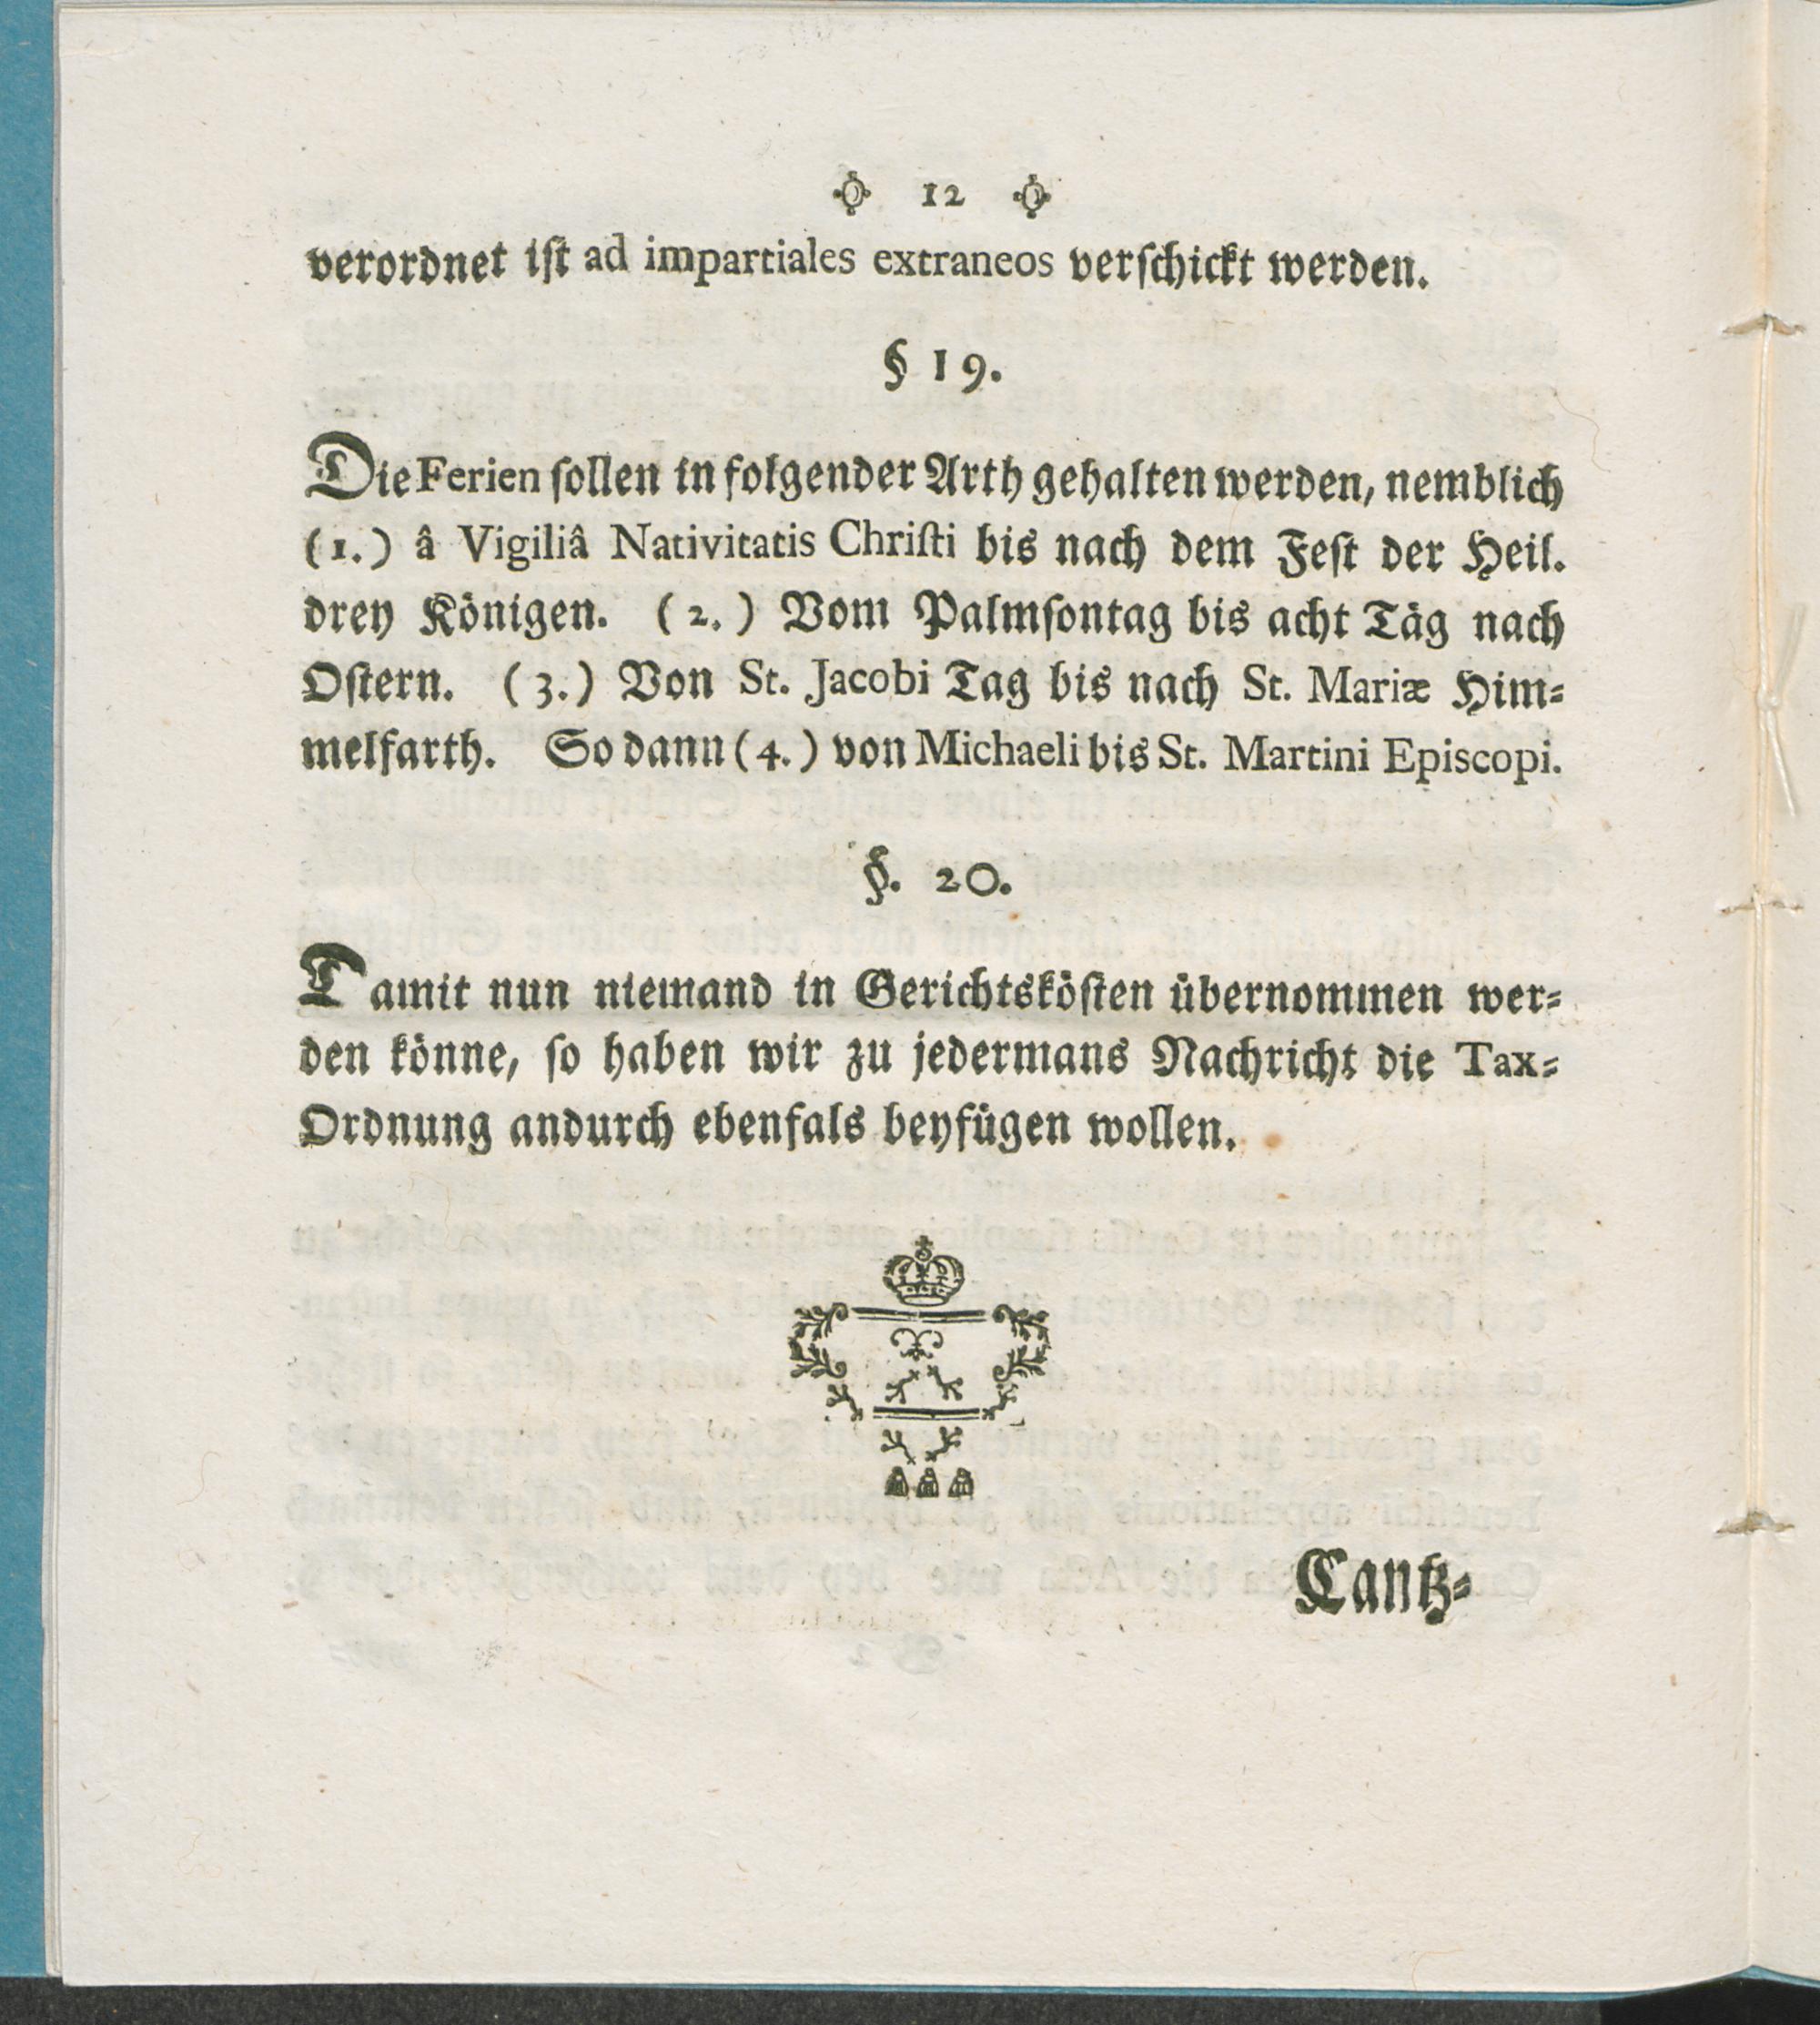 12
verordnet iſt ad impartiales extraneos verſchickt werden.
§ 19.
Die Ferien ſollen in folgender Arth gehalten werden, nemblich
(1.) â Vigiliâ Nativitatis Chriſti bis nach dem Feſt der Heil.
drey Königen. (2.) Vom Palmſontag bis acht Täg nach
Oſtern. (3.) Von St. Jacobi Tag bis nach St. Mariæ Him⸗
melfarth. So dann (4.) von Michaeli bis St. Martini Episcopi.
§. 20.
Damit nun niemand in Gerichtsköſten übernommen wer⸗
den könne, ſo haben wir zu jedermans Nachricht die Tax⸗
Ordnung andurch ebenfals beyfügen wollen.
Cantz⸗